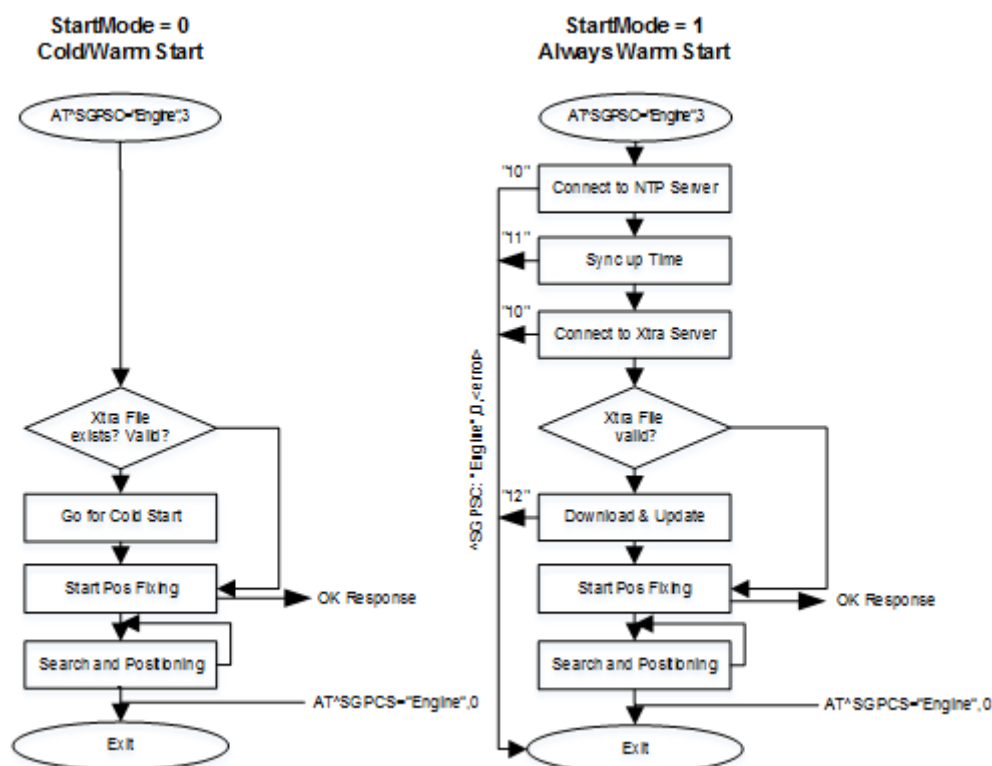 StartMode = 0
Cold/Warm Start
AT^SGPSC="Engine",3
Xtra File
exists? Valid?
Go for Cold Start
Start Pos Fixing
OK Response
Search and Positioning
AT^SGPCS="Engine",0
Exit
StartMode = 1
Always Warm Start
AT^SGPSC="Engine",3
"10"
Connect to NTP Server
"11"
Sync up Time
"10"
Connect to Xtra Server
^SGPSC: "Engine",0,<error>
Xtra File
valid?
"12"
Download & Update
Start Pos Fixing
OK Response
Search and Positioning
AT^SGPCS="Engine",0
Exit